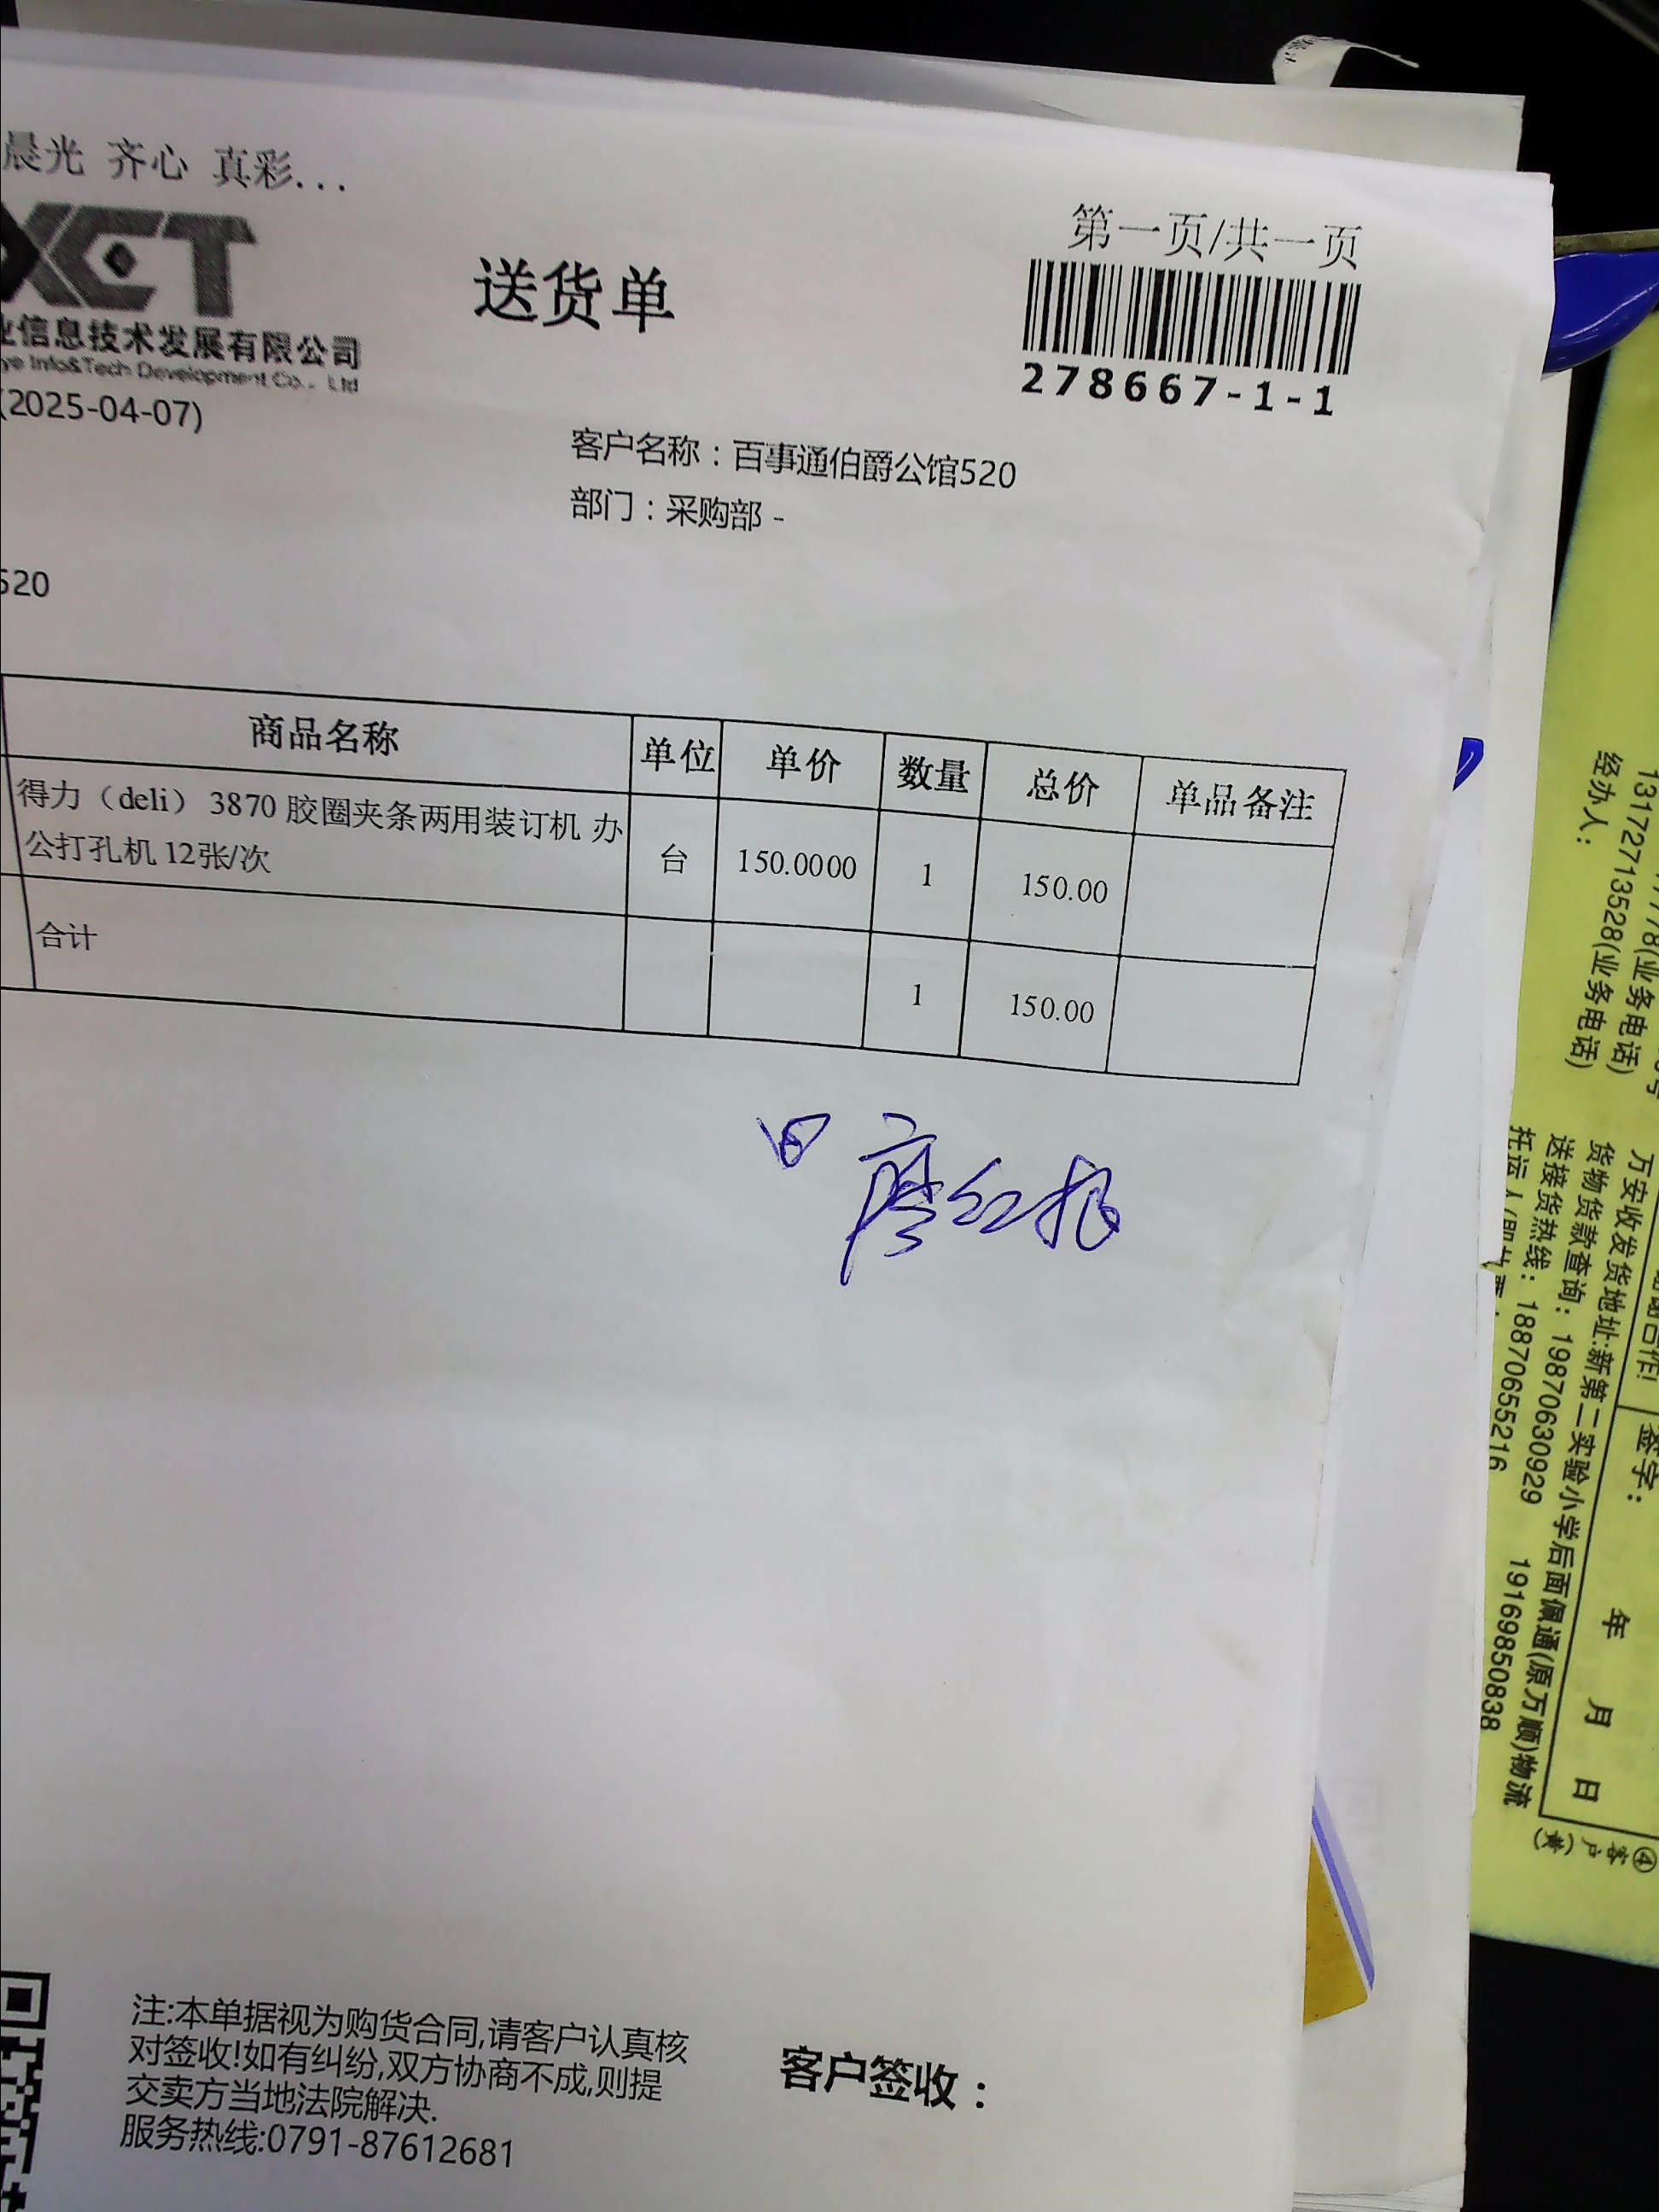 晨光 齐心 真彩...
第一页/共一页
XCT
送货单
业信息技术发展有限公司
ye Info&Tech Development Co., Ltd
278667-1-1
(2025-04-07)
客户名称：百事通伯爵公馆520
部门：采购部 -
520
商品名称 单位 单价 数量 总价 单品备注
得力（deli） 3870 胶圈夹条两用装订机 办
公打孔机 12张/次 台 150.0000 1 150.00
合计 1 150.00
注:本单据视为购货合同,请客户认真核
对签收!如有纠纷,双方协商不成,则提
交卖方当地法院解决.
服务热线:0791-87612681
客户签收：
13172713528(业务电话)
经办人：
签字： 年 月 日
万安收发货地址:新第二实验小学后面佩通(原万顺)物流
货物货款查询：19870630929 19169850838
送接货热线：18870655216
④客户(黄)